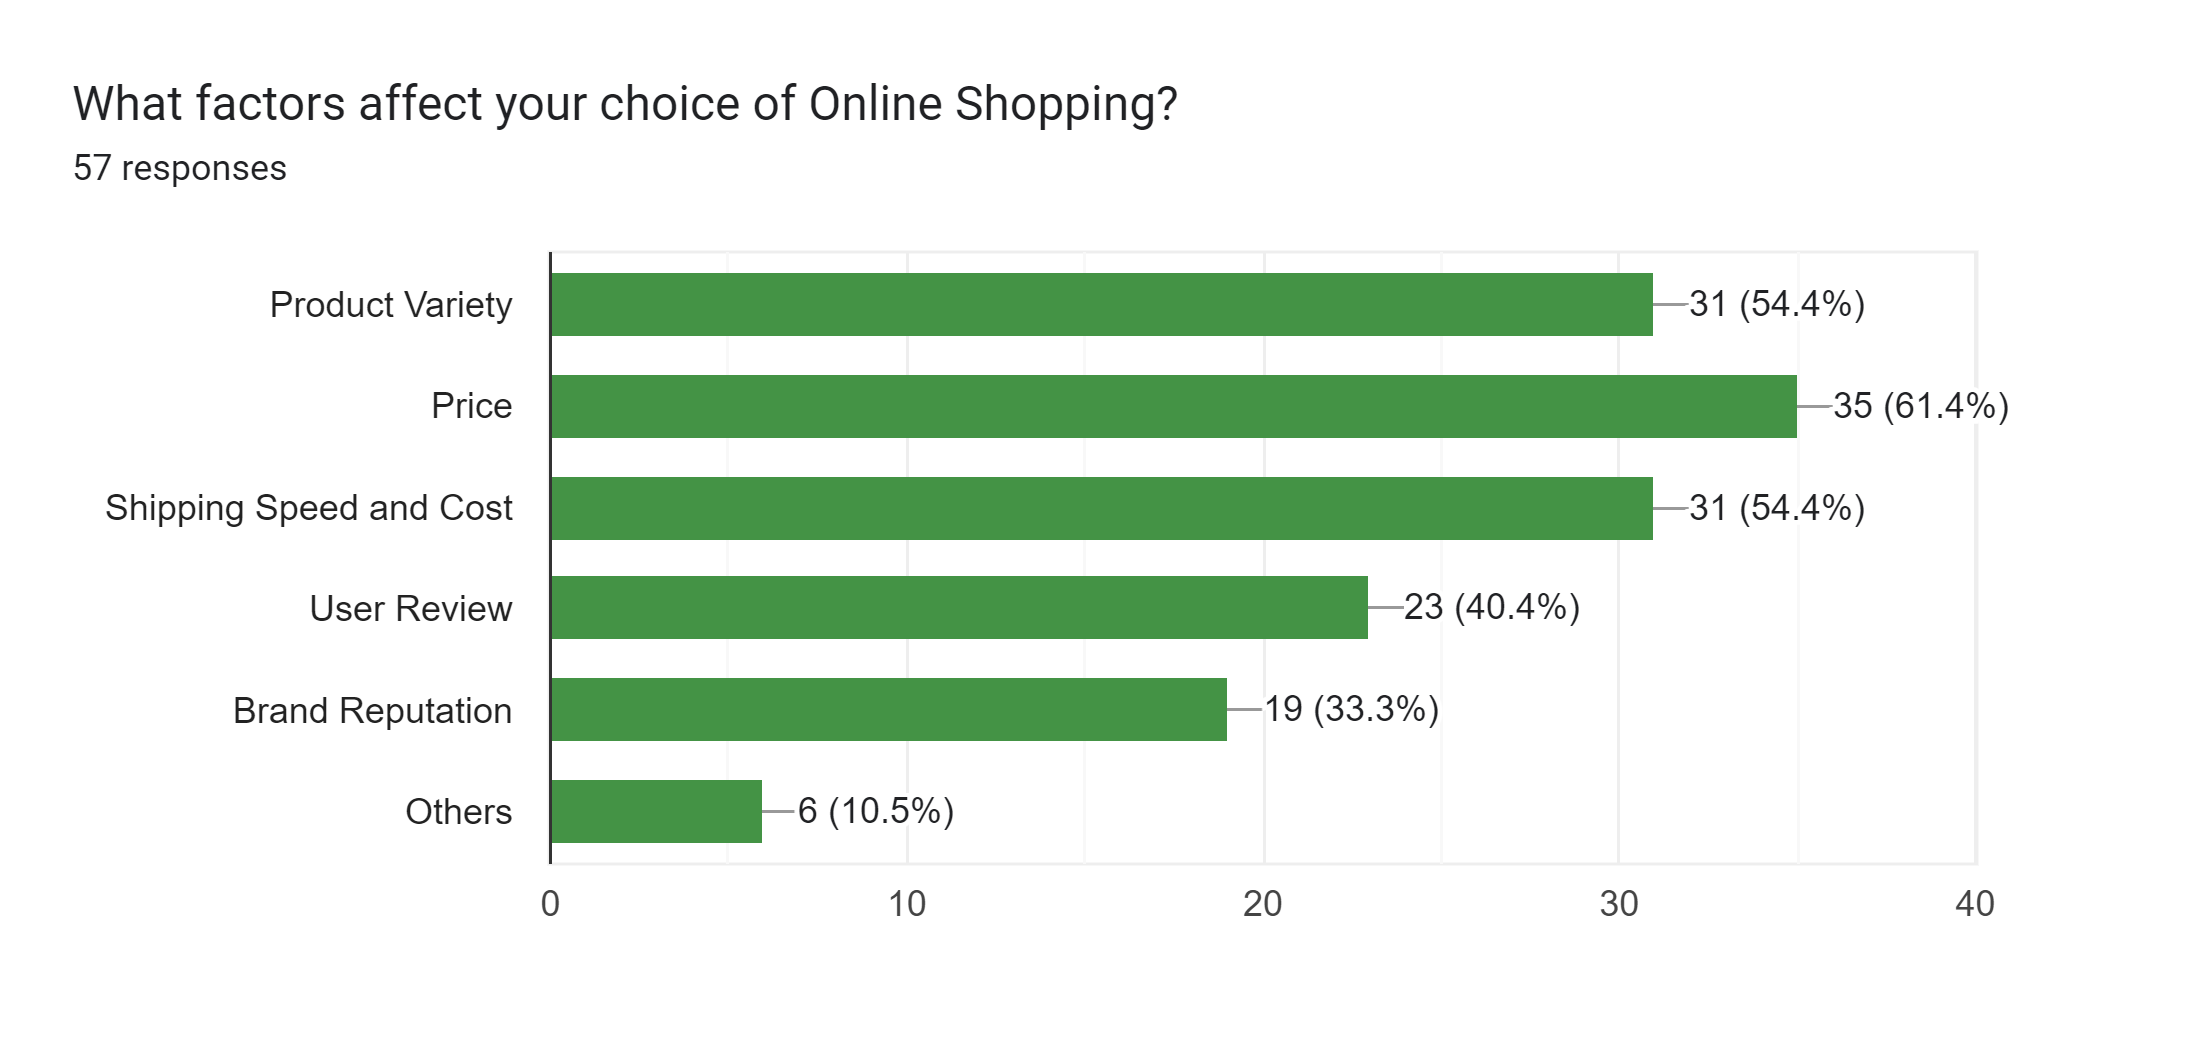 What factors affect your choice of Online Shopping?
57 responses
Product Variety 31 (54.4%)
Price 35 (61.4%)
Shipping Speed and Cost 31 (54.4%)
User Review 23 (40.4%)
Brand Reputation 19 (33.3%)
Others 6 (10.5%)
0 10 20 30 40